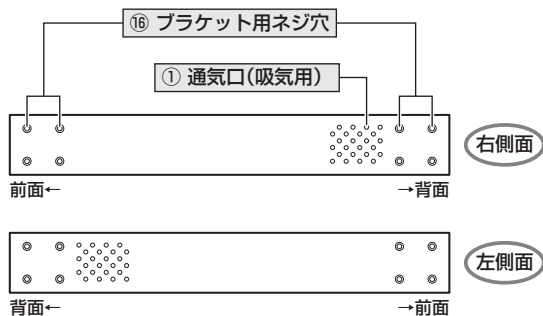 ⑯ ブラケット用ネジ穴
① 通気口(吸気用)
右側面
前面← →背面
左側面
背面← →前面